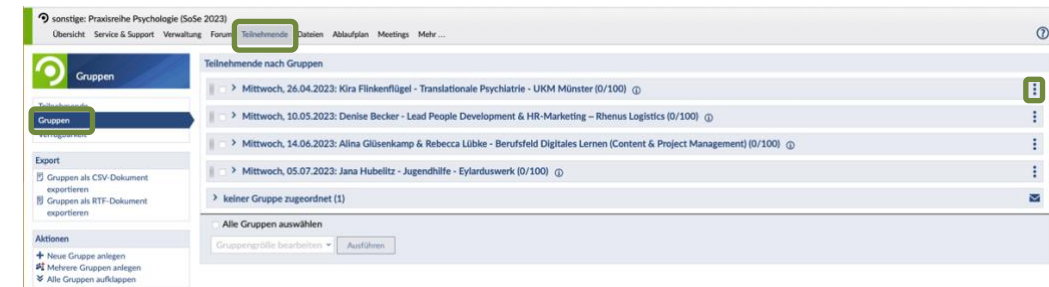 sonstige: Praxisreihe Psychologie (SoSe 2023)
Übersicht Service & Support Verwaltung Forum Teilnehmende Dateien Ablaufplan Meetings Mehr ...
Gruppen
Teilnehmende
Gruppen
Verfügbarkeit
Export
Gruppen als CSV-Dokument
exportieren
Gruppen als RTF-Dokument
exportieren
Aktionen
Neue Gruppe anlegen
Mehrere Gruppen anlegen
Alle Gruppen aufklappen
Teilnehmende nach Gruppen
Mittwoch, 26.04.2023: Kira Flinkenflügel - Translationale Psychiatrie - UKM Münster (0/100)
Mittwoch, 10.05.2023: Denise Becker - Lead People Development & HR-Marketing – Rhenus Logistics (0/100)
Mittwoch, 14.06.2023: Alina Glüsenkamp & Rebecca Lübke - Berufsfeld Digitales Lernen (Content & Project Management) (0/100)
Mittwoch, 05.07.2023: Jana Hubelitz - Jugendhilfe - Eylarduswerk (0/100)
keiner Gruppe zugeordnet (1)
Alle Gruppen auswählen
Gruppengröße bearbeiten Ausführen